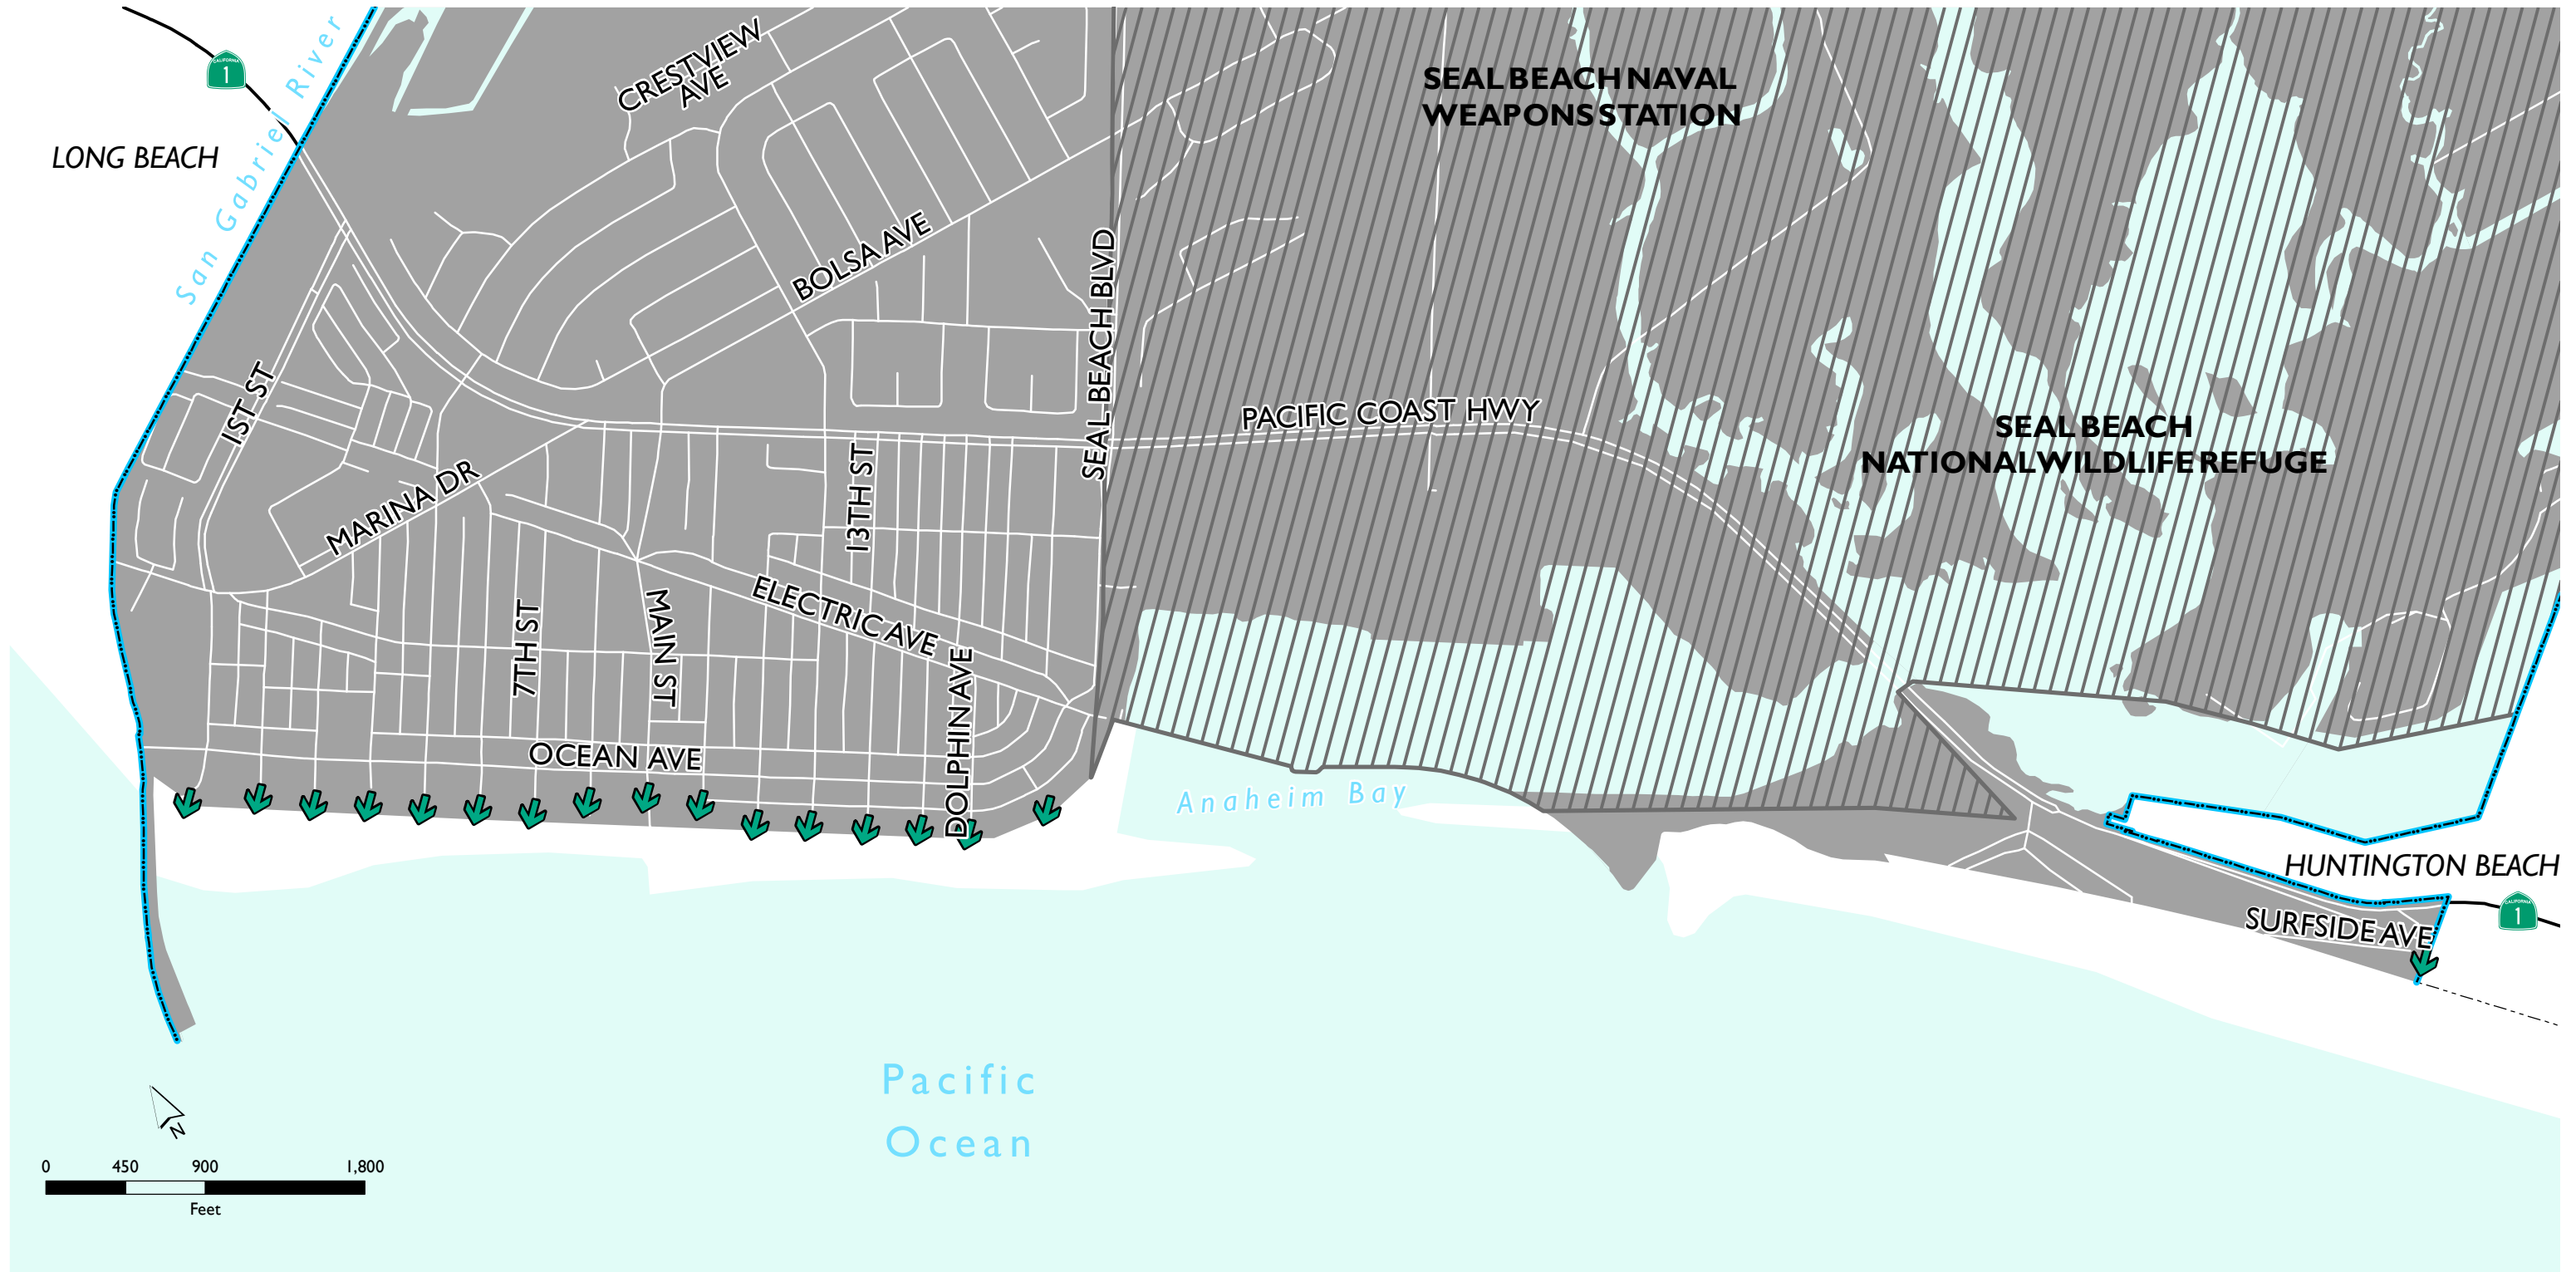 CALIFORNIA
1
San Gabriel River
LONG BEACH
CRESTVIEW
AVE
BOLSA AVE
SEAL BEACH BLVD
SEAL BEACH NAVAL
WEAPONS STATION
1ST ST
MARINA DR
13TH ST
PACIFIC COAST HWY
SEAL BEACH
NATIONAL WILDLIFE REFUGE
7TH ST
MAIN ST
ELECTRIC AVE
DOLPHIN AVE
OCEAN AVE
Anaheim Bay
HUNTINGTON BEACH
CALIFORNIA
1
SURFSIDE AVE
Pacific
Ocean
N
0 450 900 1,800
Feet